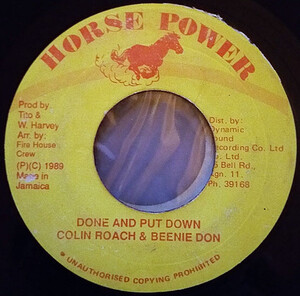 HORSE POWER
Prod by
Tito &
W. Harvey
Arr. by:
Fire House
Crew
(P)(C) 1989
Made in
Jamaica
Dist. by:
Dynamic
Sound
Recording Co. Ltd
Bell Rd.,
Kgn. 11.
Ph. 39168
DONE AND PUT DOWN
COLIN ROACH & BEENIE DON
* UNAUTHORISED COPYING PROHIBITED